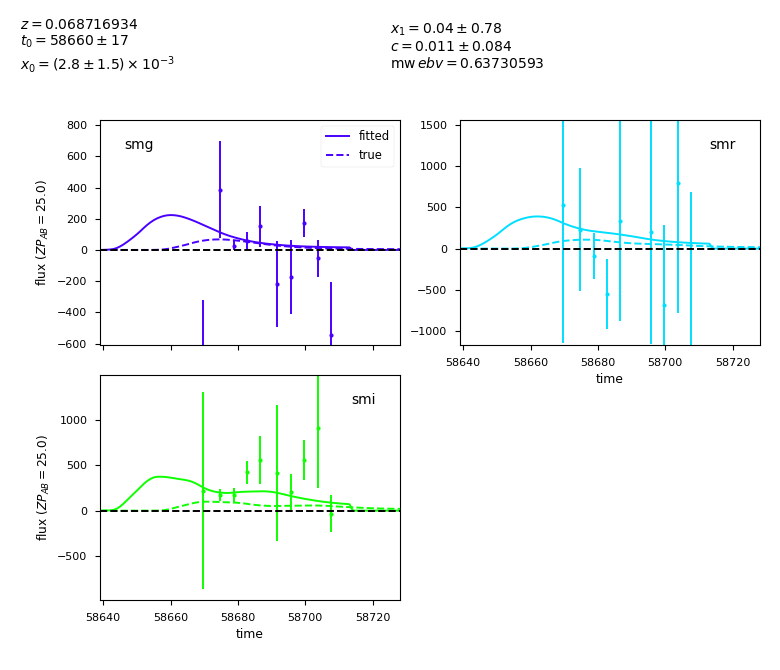 z = 0.068716934
t₀ = 58660 ± 17
x₀ = (2.8 ± 1.5) × 10⁻³
x₁ = 0.04 ± 0.78
c = 0.011 ± 0.084
mw ebv = 0.63730593
smg
fitted
true
800
600
400
200
0
−200
−400
−600
flux (ZP_AB = 25.0)
smr
1500
1000
500
0
−500
−1000
58640 58660 58680 58700 58720
time
smi
1000
500
0
−500
flux (ZP_AB = 25.0)
58640 58660 58680 58700 58720
time